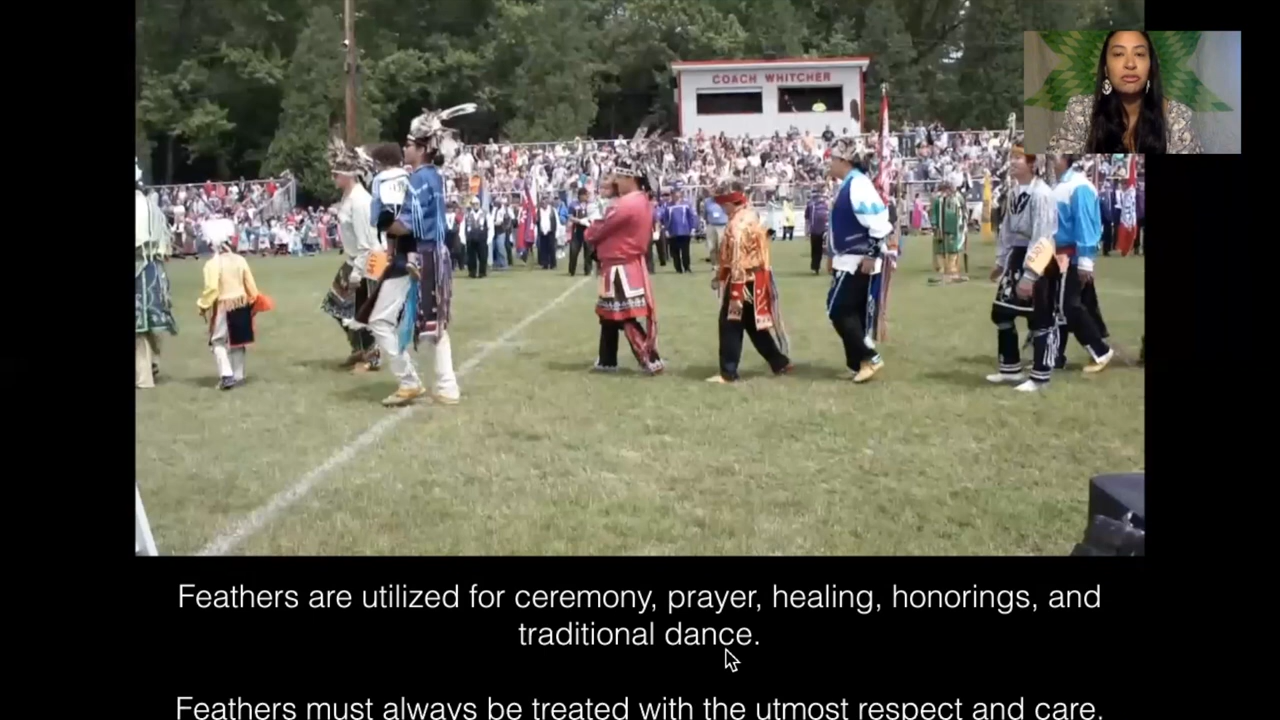 COACH WHITCHER
Feathers are utilized for ceremony, prayer, healing, honorings, and
traditional dance.
Feathers must always be treated with the utmost respect and care.